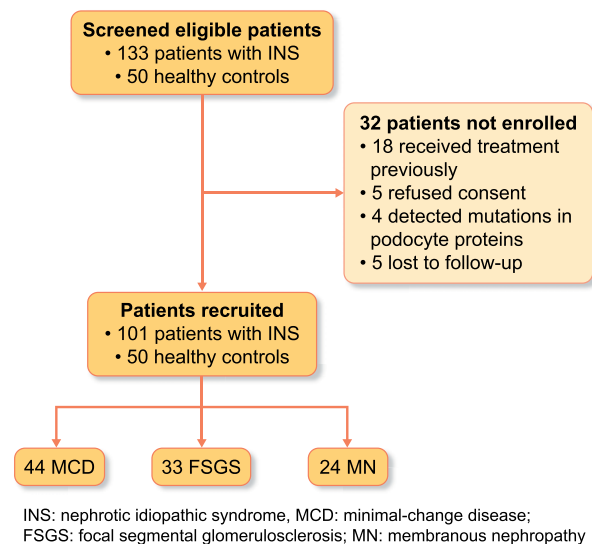 Screened eligible patients
• 133 patients with INS
• 50 healthy controls
32 patients not enrolled
• 18 received treatment
previously
• 5 refused consent
• 4 detected mutations in
podocyte proteins
• 5 lost to follow-up
Patients recruited
• 101 patients with INS
• 50 healthy controls
44 MCD
33 FSGS
24 MN
INS: nephrotic idiopathic syndrome, MCD: minimal-change disease;
FSGS: focal segmental glomerulosclerosis; MN: membranous nephropathy